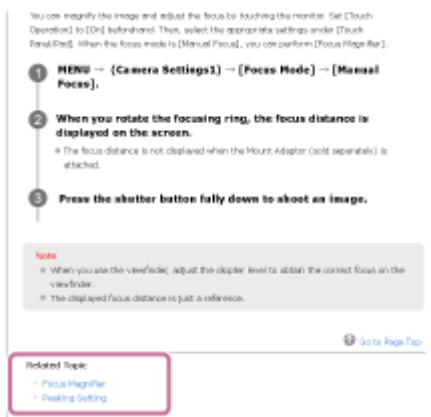 You can magnify the image and adjust the focus by touching the monitor. Set [Touch
Operation] to [On] beforehand. Then, select the appropriate settings under [Touch
Panel/Pad]. When the focus mode is [Manual Focus], you can perform [Focus Magnifier].
1 MENU → (Camera Settings1) → [Focus Mode] → [Manual
Focus].
2 When you rotate the focusing ring, the focus distance is
displayed on the screen.
The focus distance is not displayed when the Mount Adaptor (sold separately) is
attached.
3 Press the shutter button fully down to shoot an image.
Note
When you use the viewfinder, adjust the diopter level to obtain the correct focus on the
viewfinder.
The displayed focus distance is just a reference.
Go to Page Top
Related Topic
Focus Magnifier
Peaking Setting